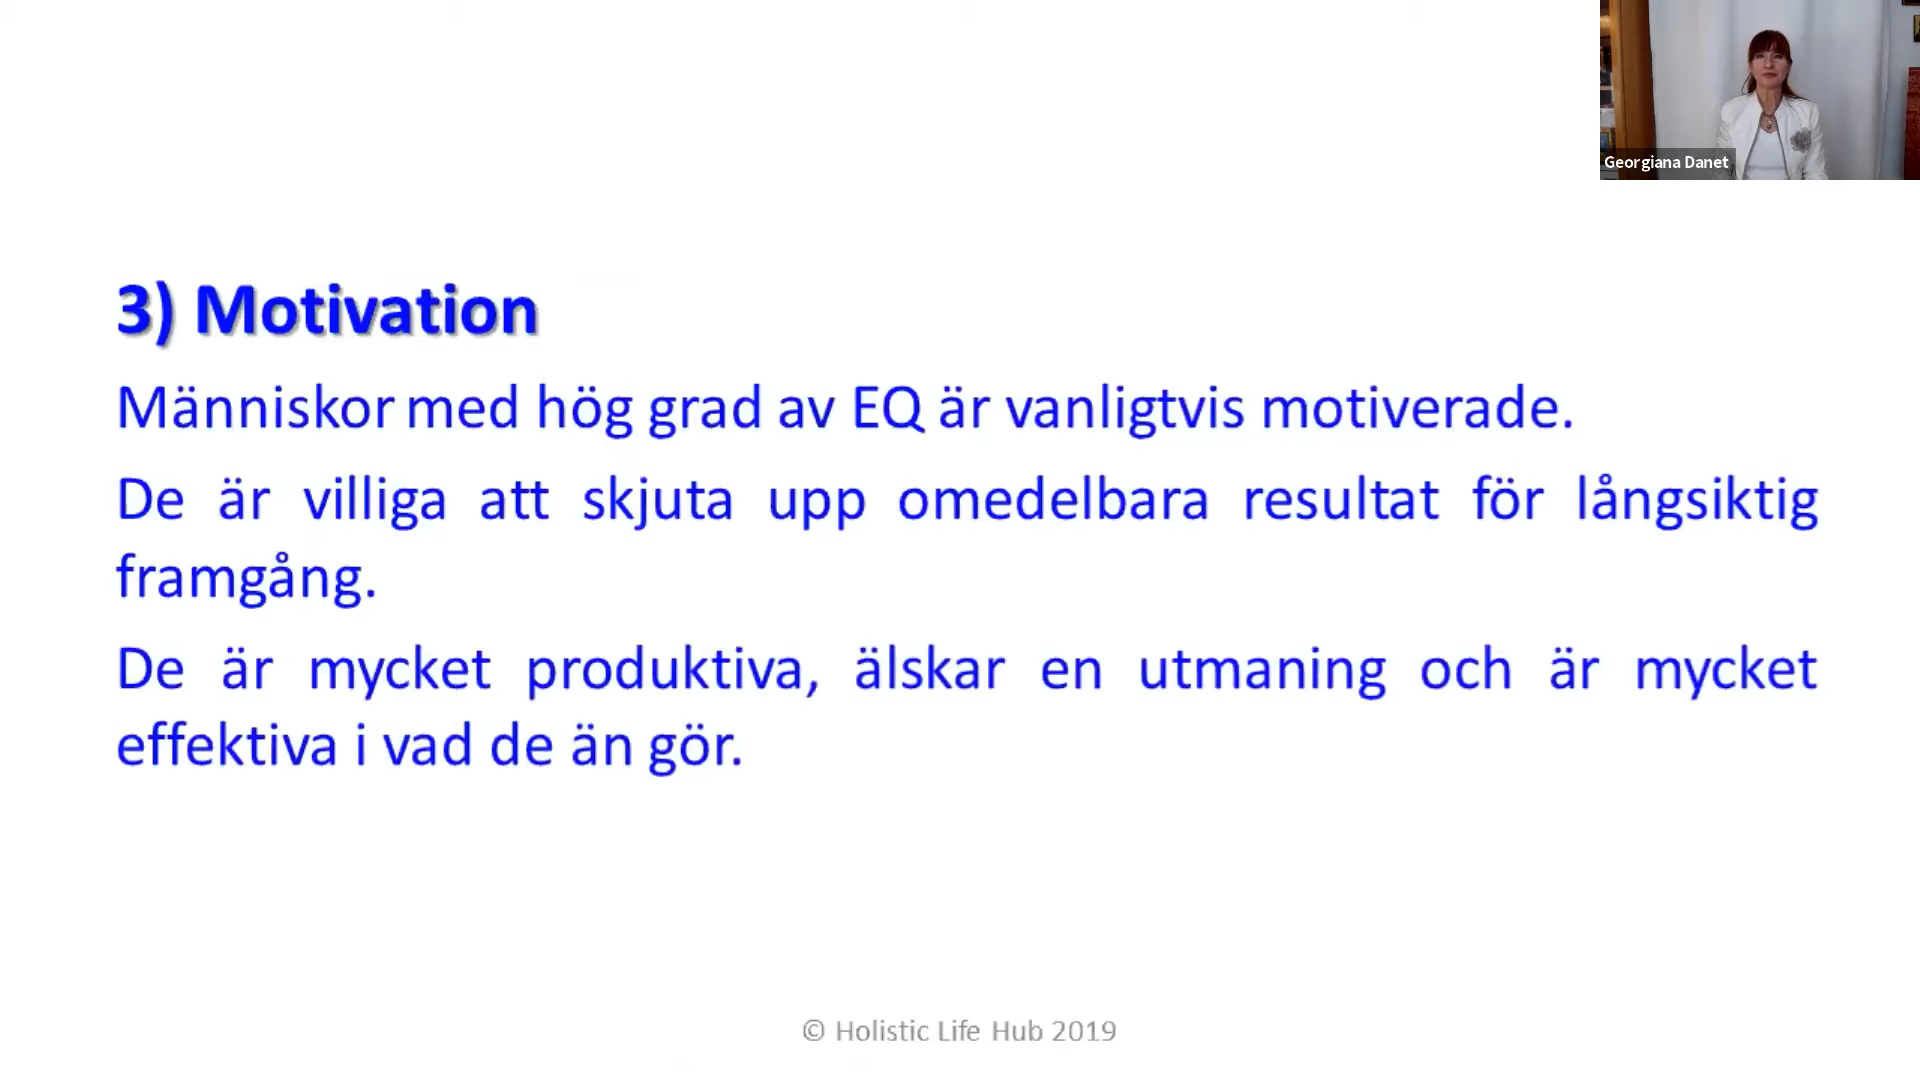 Georgiana Danet
3) Motivation
Människor med hög grad av EQ är vanligtvis motiverade.
De är villiga att skjuta upp omedelbara resultat för långsiktig
framgång.
De är mycket produktiva, älskar en utmaning och är mycket
effektiva i vad de än gör.
© Holistic Life Hub 2019